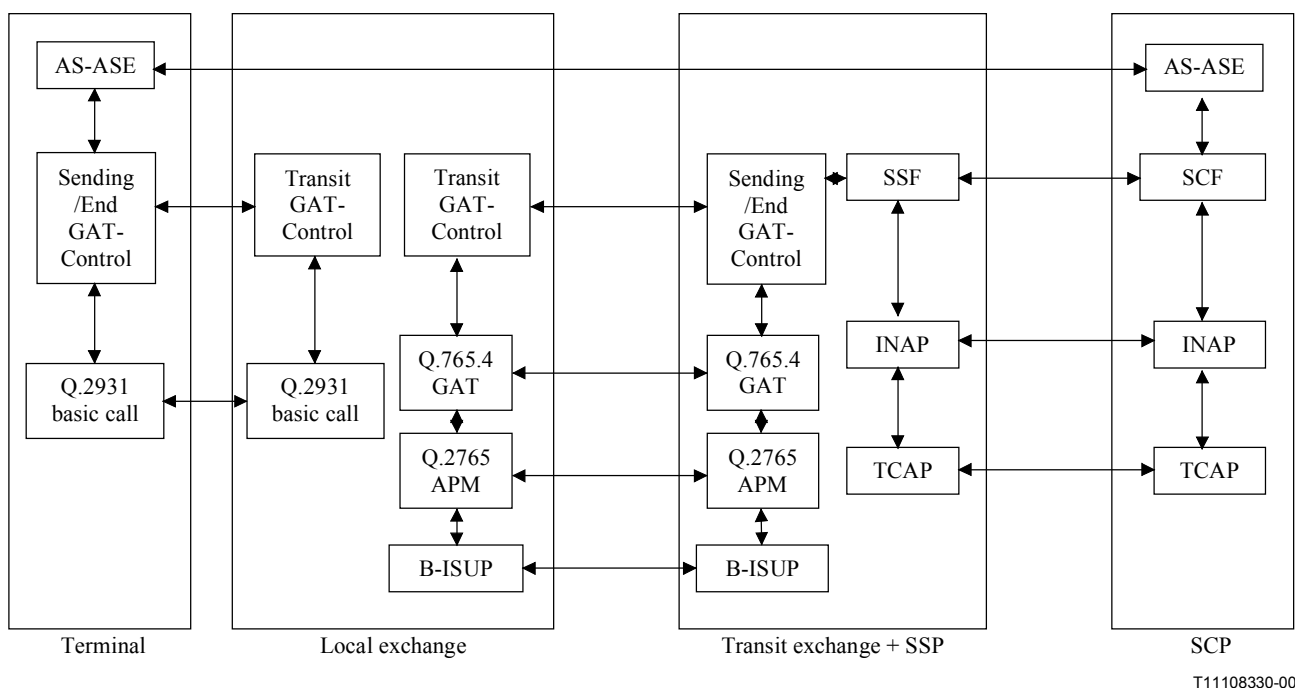 AS-ASE
AS-ASE
Sending
/End
GAT-
Control
Transit
GAT-
Control
Transit
GAT-
Control
Sending
/End
GAT-
Control
SSF
SCF
Q.2931
basic call
Q.2931
basic call
Q.765.4
GAT
Q.765.4
GAT
INAP
INAP
Q.2765
APM
Q.2765
APM
TCAP
TCAP
B-ISUP
B-ISUP
Terminal
Local exchange
Transit exchange + SSP
SCP
T11108330-00